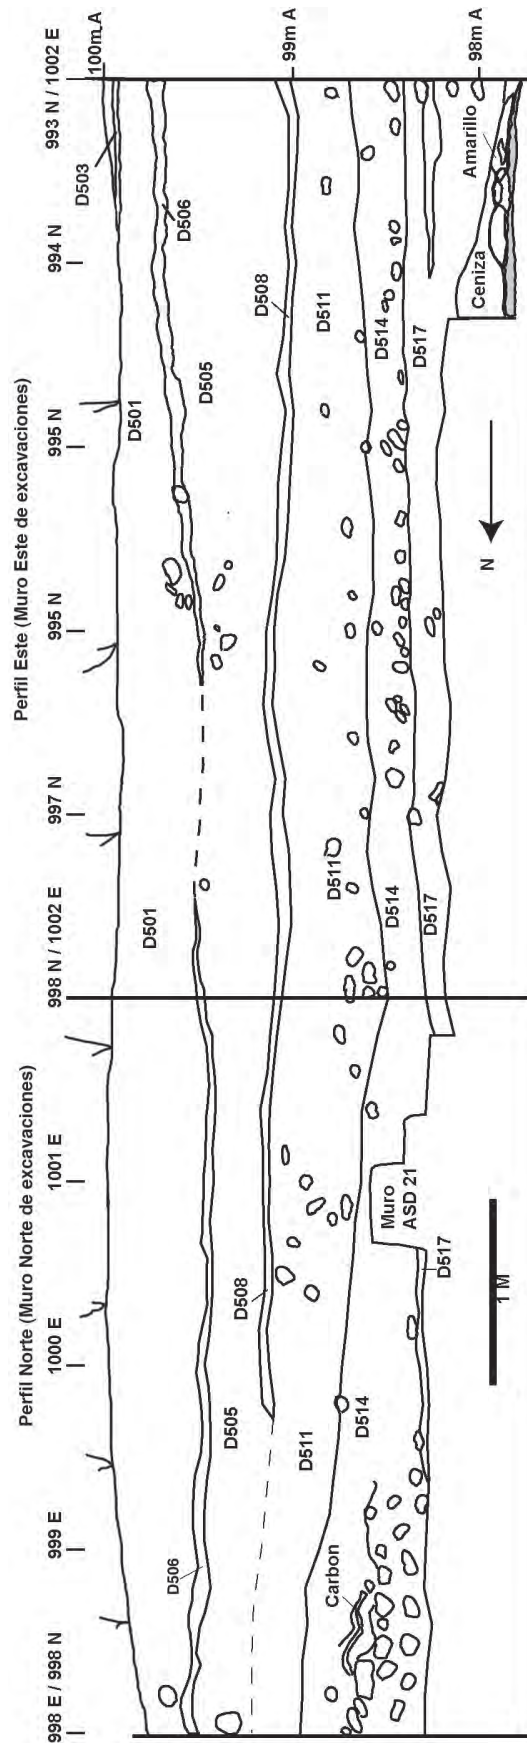 Perfil Norte (Muro Norte de excavaciones)
Perfil Este (Muro Este de excavaciones)
998 E / 998 N
999 E
1000 E
1001 E
998 N / 1002 E
997 N
995 N
995 N
994 N
993 N / 1002 E
100m A
99m A
98m A
D503
D501
D501
D506
D506
D505
D505
D508
D508
D511
D511
D511
D514
D514
D514
D517
D517
D517
Carbon
Muro
ASD 21
Ceniza
Amarillo
N
1 M